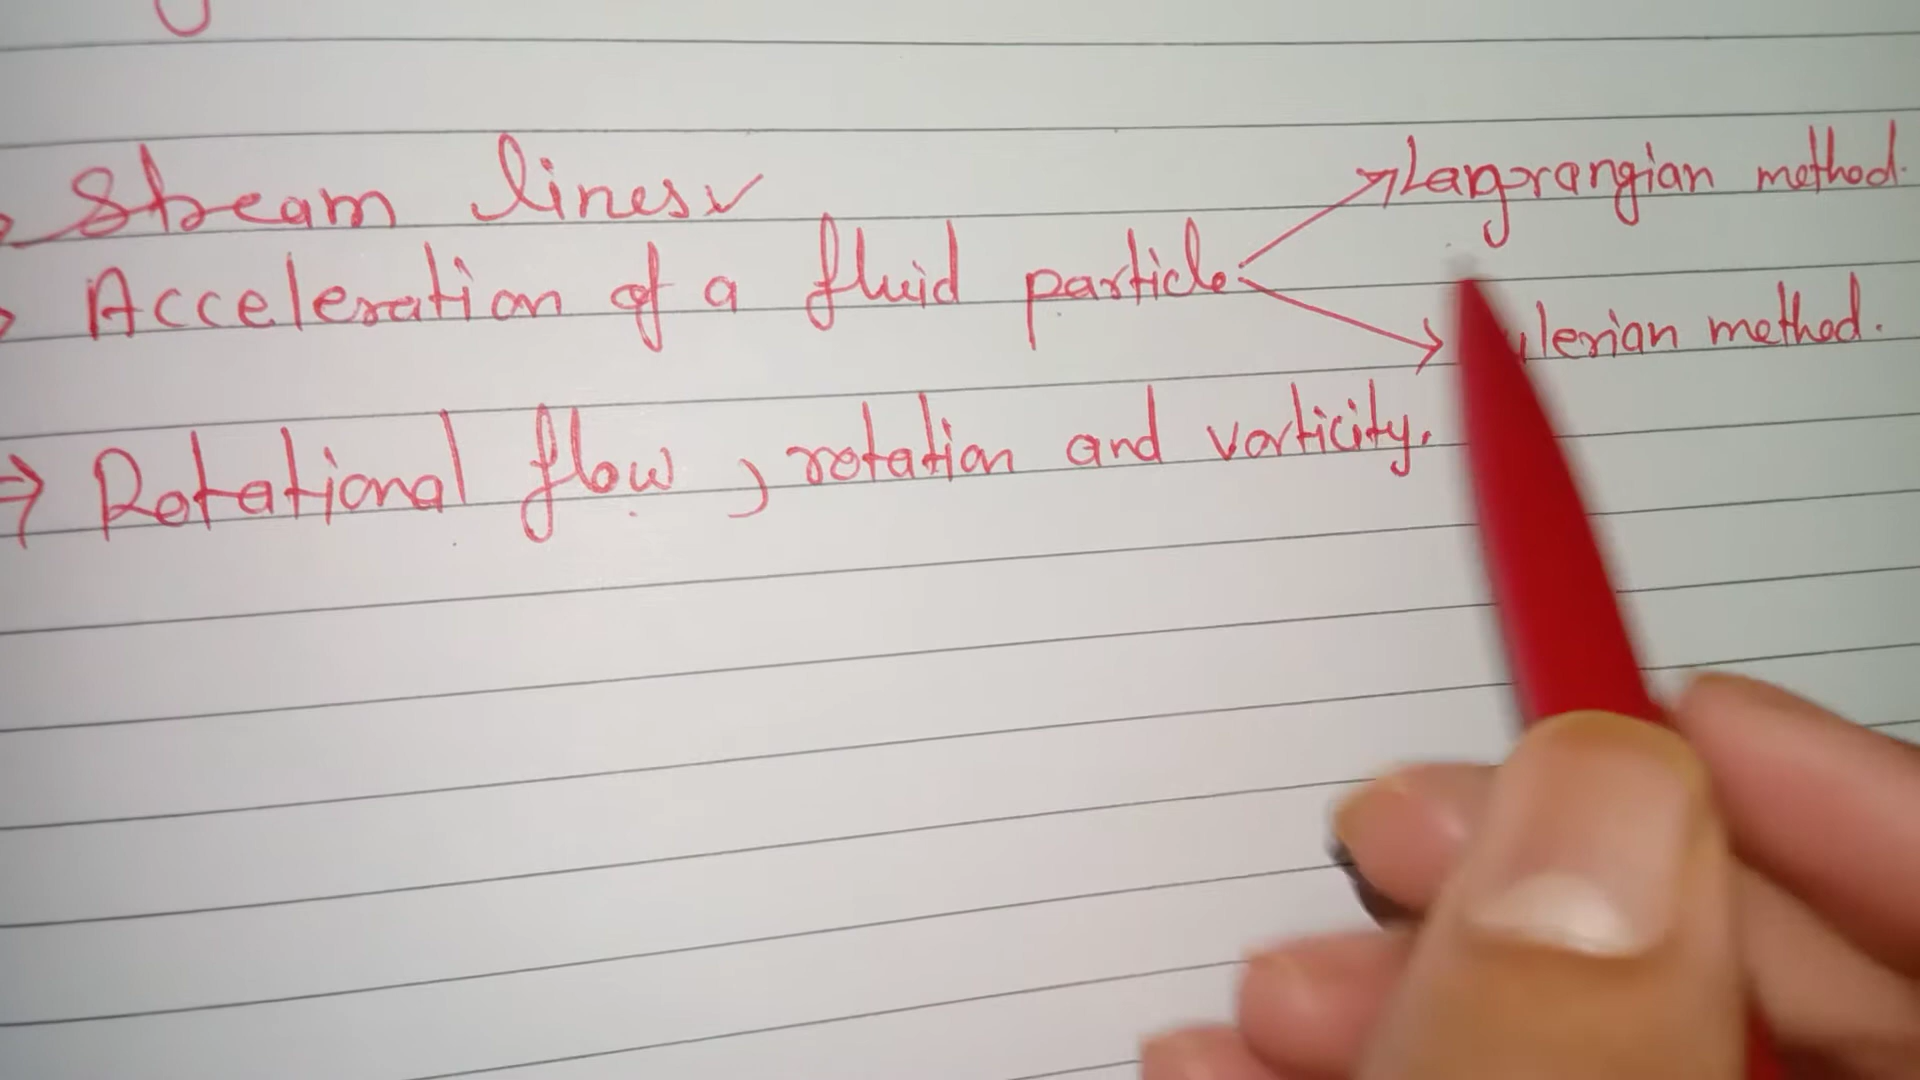 Stream lines ✓
Acceleration of a fluid particle → Lagrangian method.
→ method.
⇒ Rotational flow, rotation and vorticity.